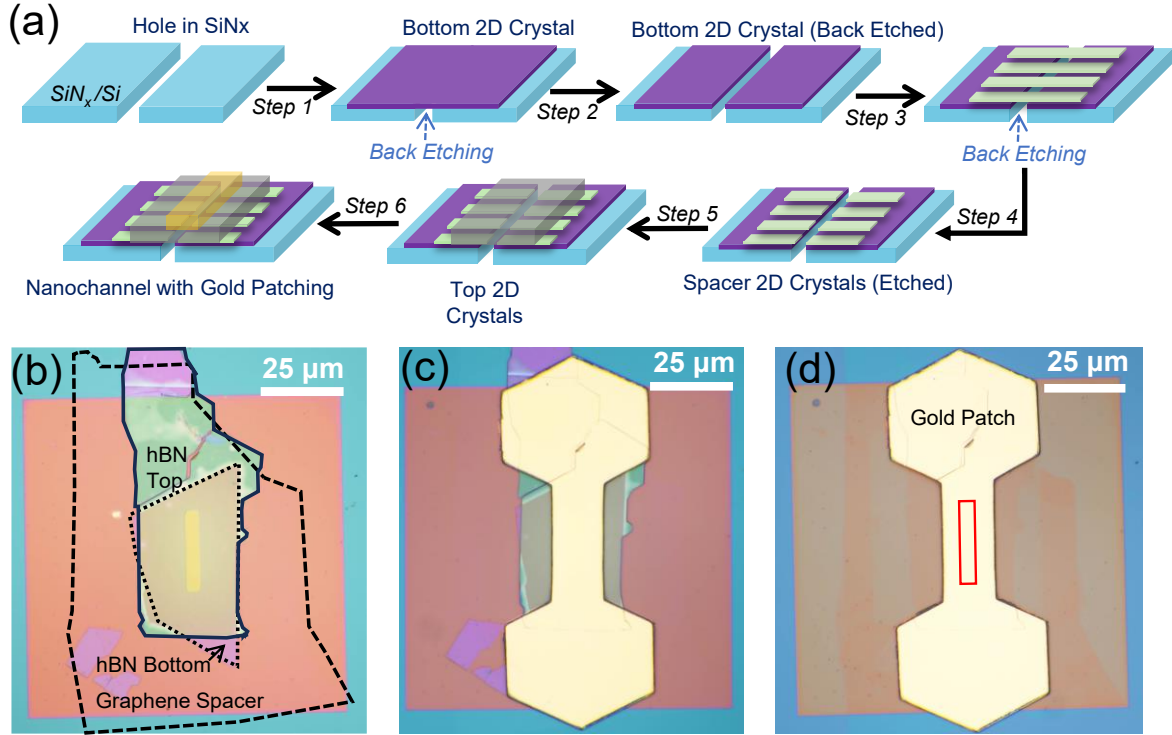 (a)
Hole in SiNx
Bottom 2D Crystal
Bottom 2D Crystal (Back Etched)
SiNₓ/Si
Step 1
Step 2
Step 3
Back Etching
Back Etching
Step 6
Step 5
Step 4
Nanochannel with Gold Patching
Top 2D
Crystals
Spacer 2D Crystals (Etched)
(b)
25 µm
hBN
Top
hBN Bottom
Graphene Spacer
(c)
25 µm
(d)
25 µm
Gold Patch